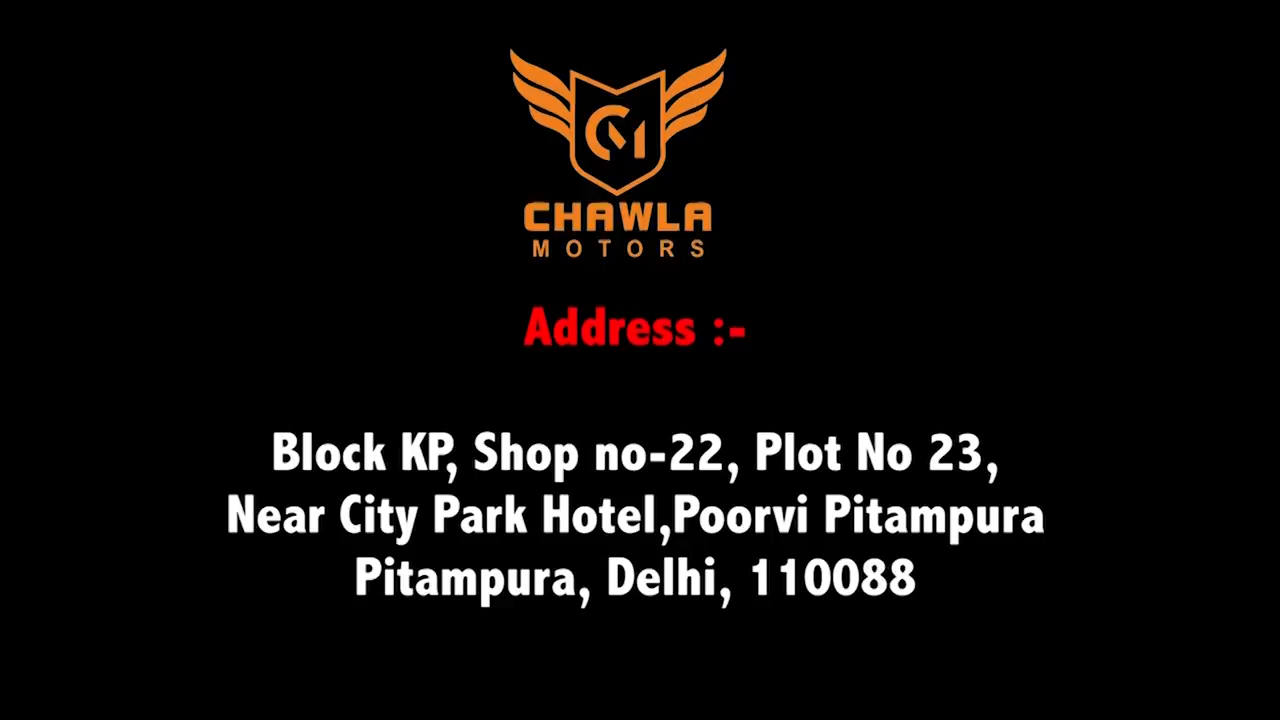 CM
CHAWLA
MOTORS
Address :-
Block KP, Shop no-22, Plot No 23,
Near City Park Hotel,Poorvi Pitampura
Pitampura, Delhi, 110088